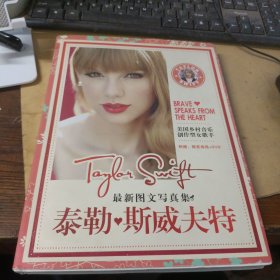 BRAVE ♥
SPEAKS FROM
THE HEART
美国乡村音乐
创作型女歌手
Taylor Swift
最新图文写真集
泰勒♥斯威夫特